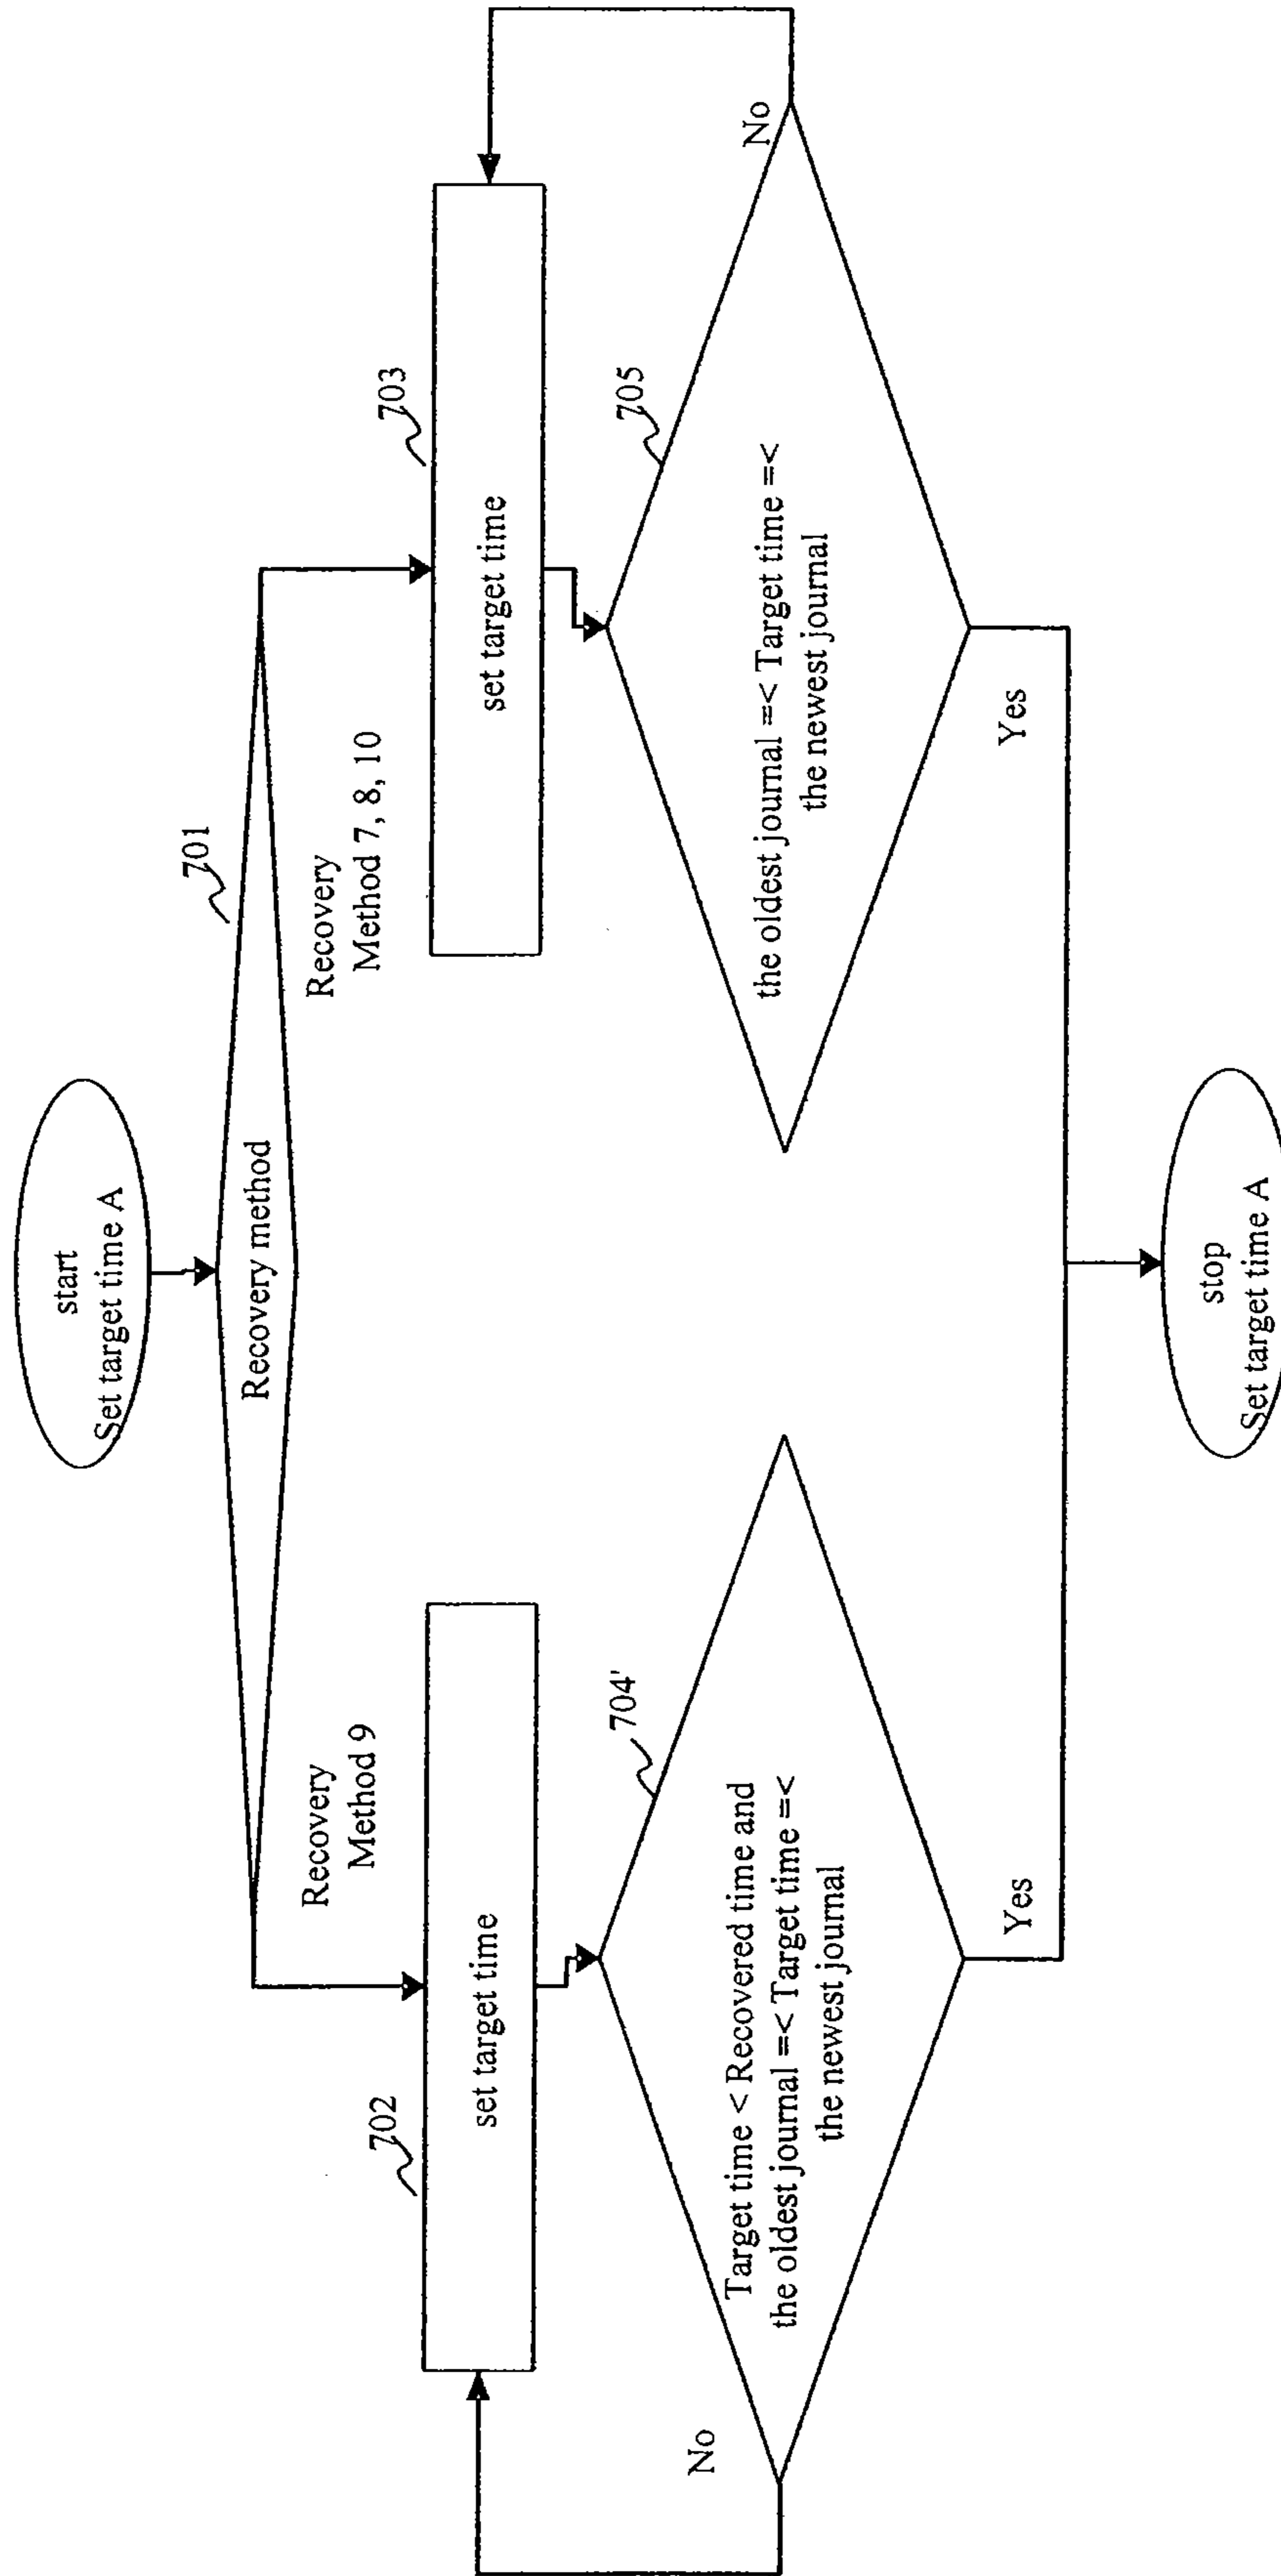 start
Set target time A
701
Recovery method
Recovery
Method 9
Recovery
Method 7, 8, 10
702
set target time
703
set target time
704'
Target time < Recovered time and
the oldest journal =< Target time =<
the newest journal
No
Yes
705
the oldest journal =< Target time =<
the newest journal
No
Yes
stop
Set target time A